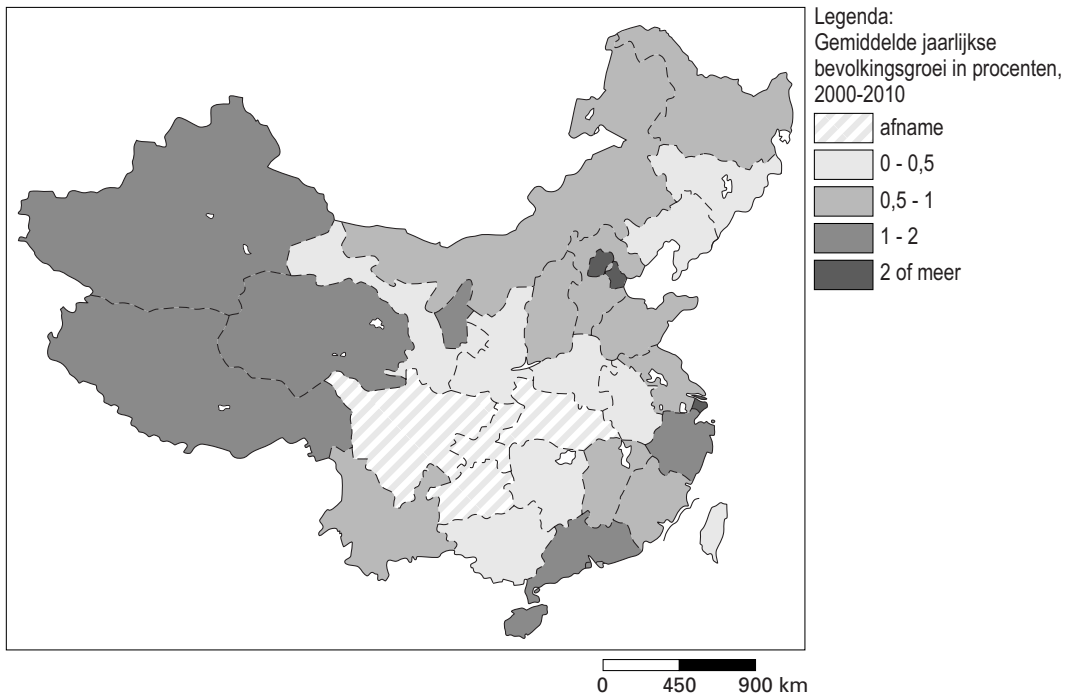 Legenda:
Gemiddelde jaarlijkse
bevolkingsgroei in procenten,
2000-2010
afname
0 - 0,5
0,5 - 1
1 - 2
2 of meer
0 450 900 km